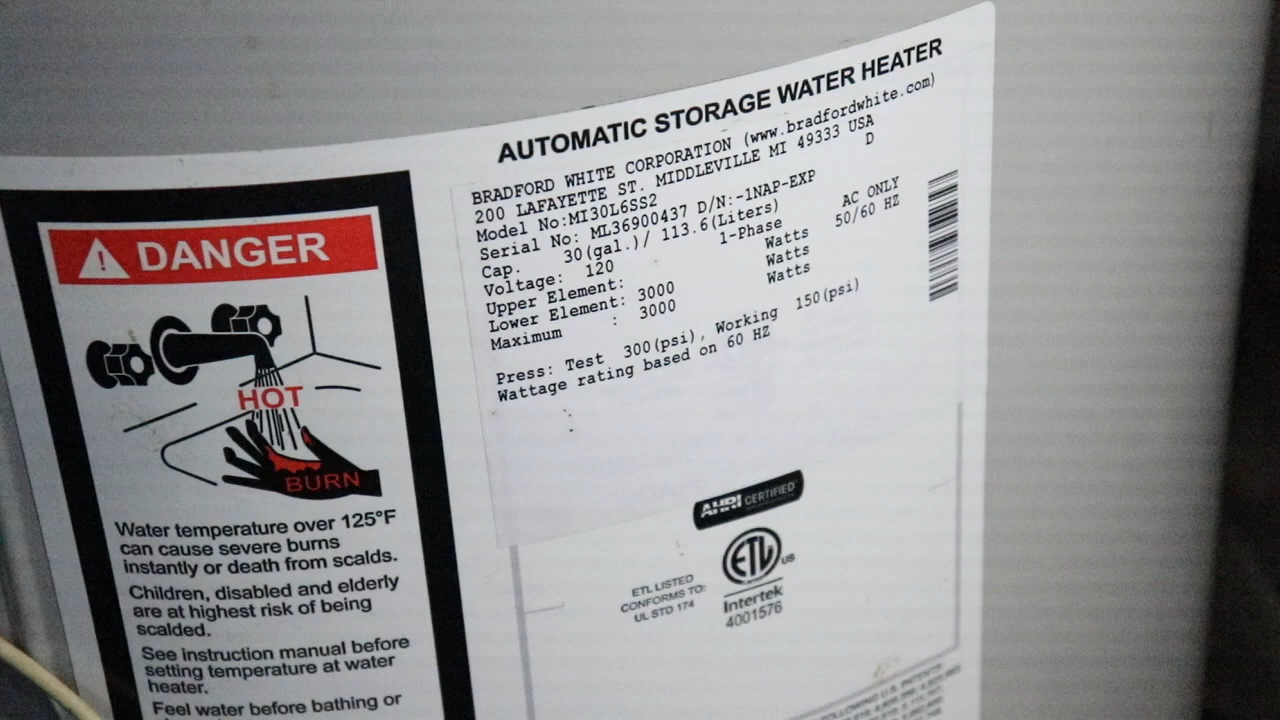 DANGER
HOT
BURN
Water temperature over 125°F
can cause severe burns
instantly or death from scalds.
Children, disabled and elderly
are at highest risk of being
scalded.
See instruction manual before
setting temperature at water
heater.
Feel water before bathing or
AUTOMATIC STORAGE WATER HEATER
BRADFORD WHITE CORPORATION (www.bradfordwhite.com)
200 LAFAYETTE ST. MIDDLEVILLE MI 49333 USA
Model No:MI30L6SS2 D
Serial No: ML36900437 D/N:-1NAP-EXP
Cap. 30(gal.)/ 113.6(Liters)
Voltage: 120 1-Phase AC ONLY
Upper Element: Watts 50/60 HZ
Lower Element: 3000 Watts
Maximum : 3000 Watts
Press: Test 300(psi), Working 150(psi)
Wattage rating based on 60 HZ
AHRI CERTIFIED
ETL LISTED
CONFORMS TO:
UL STD 174
ETL US
Intertek
4001576
FOLLOWING U.S. PATENTS: